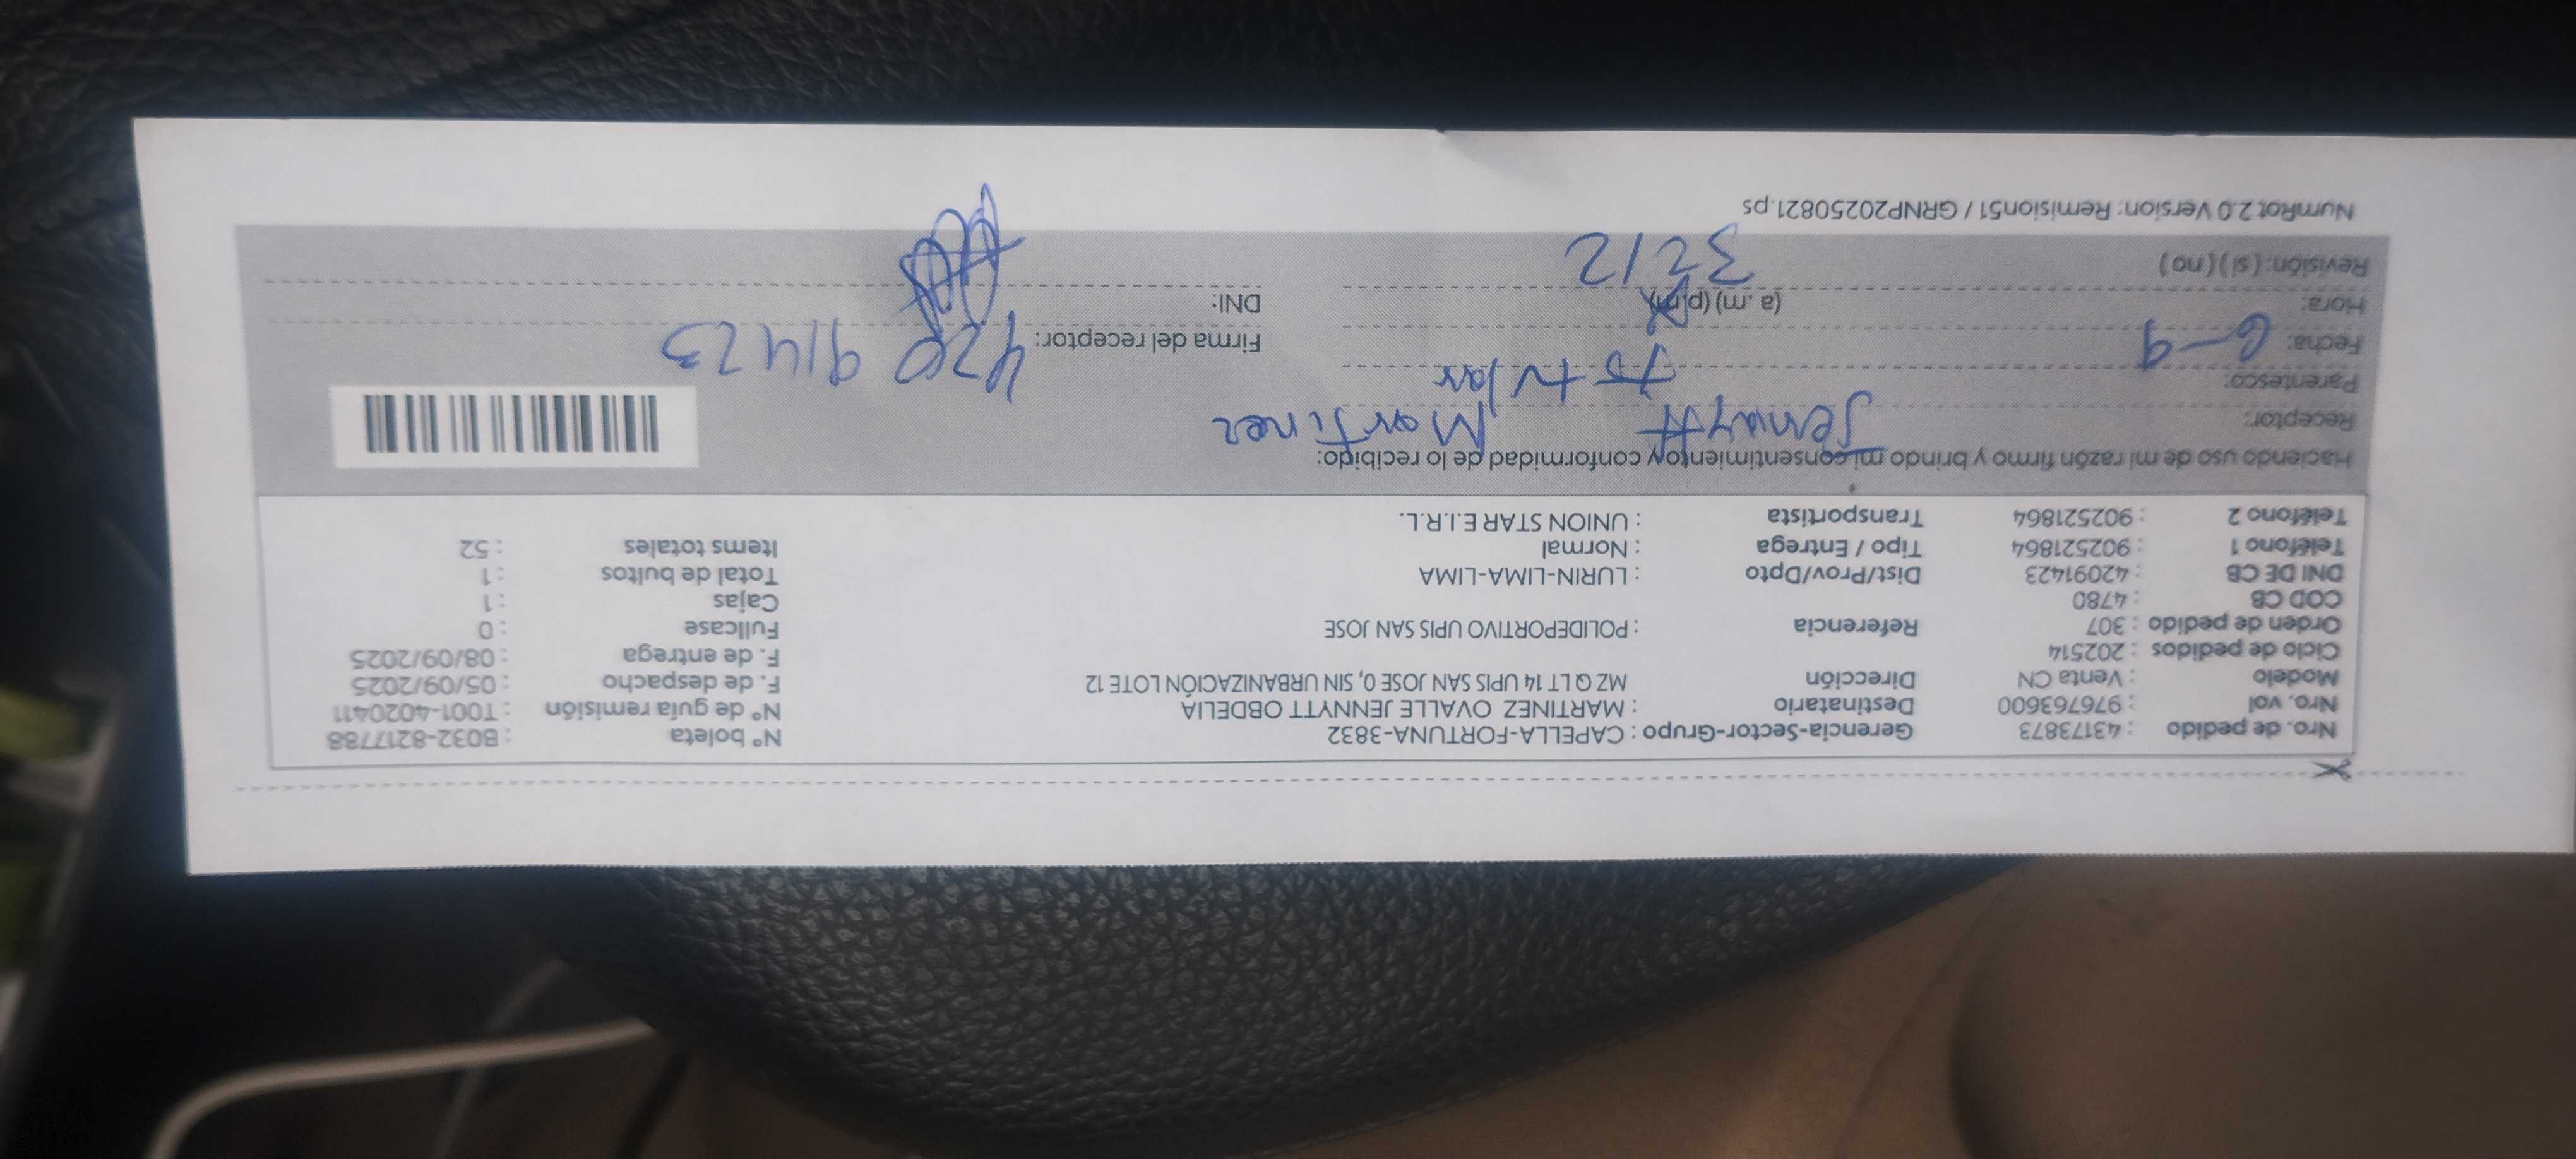 Nro. de pedido : 43173873 Gerencia-Sector-Grupo : CAPELLA-FORTUNA-3832 N° boleta : B032-8217788
Nro. vol : 976763600 Destinatario : MARTINEZ OVALLE JENNYTT OBDELIA N° de guía remisión : T001-4020411
Modelo : Venta CN Dirección MZ Q LT 14 UPIS SAN JOSE 0, SIN URBANIZACIÓN LOTE 12 F. de despacho : 05/09/2025
Ciclo de pedidos : 202514 F. de entrega : 08/09/2025
Orden de pedido : 307 Referencia : POLIDEPORTIVO UPIS SAN JOSE Fullcase : 0
COD CB : 4780 Cajas : 1
DNI DE CB : 42091423 Dist/Prov/Dpto : LURIN-LIMA-LIMA Total de bultos : 1
Teléfono 1 : 902521864 Tipo / Entrega : Normal Items totales : 52
Teléfono 2 : 902521864 Transportista : UNION STAR E.I.R.L.
Haciendo uso de mi razón firmo y brindo mi consentimiento y conformidad de lo recibido:
Receptor: Jennytt Martinez
Parentesco:
Fecha: 6-9 Firma del receptor: 42091423
Hora: (a. m) (p.m) DNI:
Revisión: (si) (no) 3212
NumRot 2.0 Version: Remision51 / GRNP20250821.ps